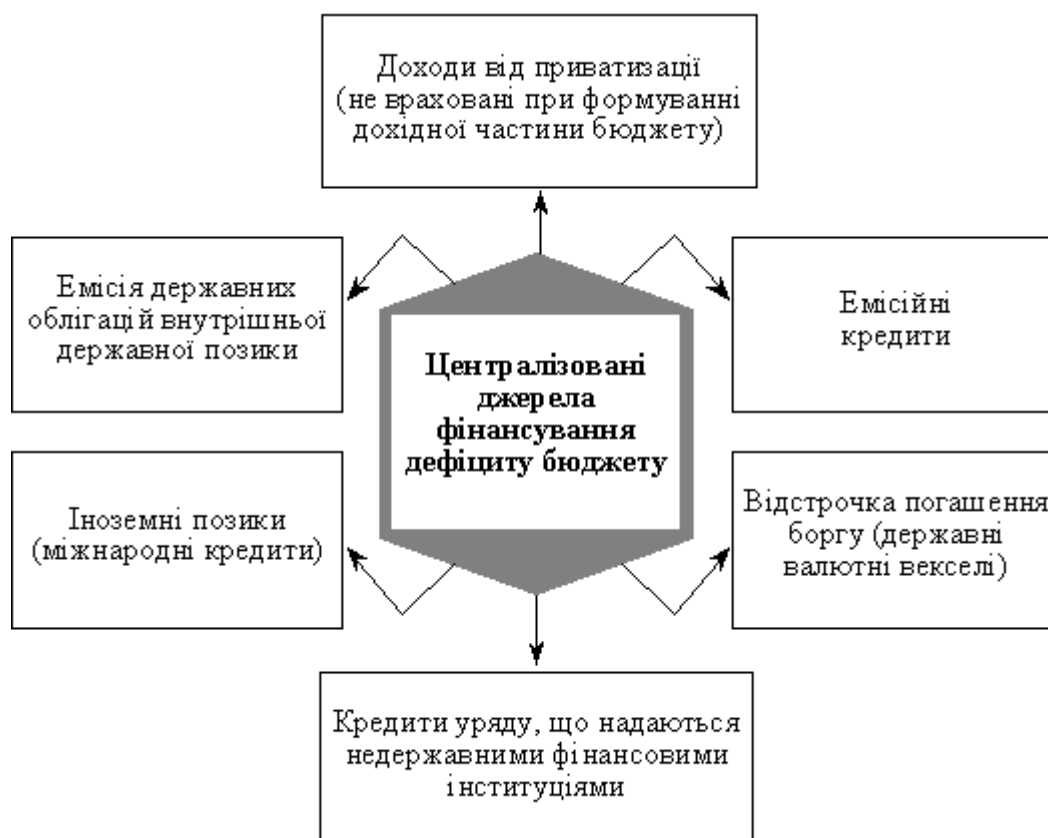 Доходи від приватизації
(не враховані при формуванні
дохідної частини бюджету)
Емісія державних
облігацій внутрішньої
державної позики
Емісійні
кредити
Централізовані
джерела
фінансування
дефіциту бюджету
Іноземні позики
(міжнародні кредити)
Відстрочка погашення
боргу (державні
валютні векселі)
Кредити уряду, що надаються
недержавними фінансовими
інституціями